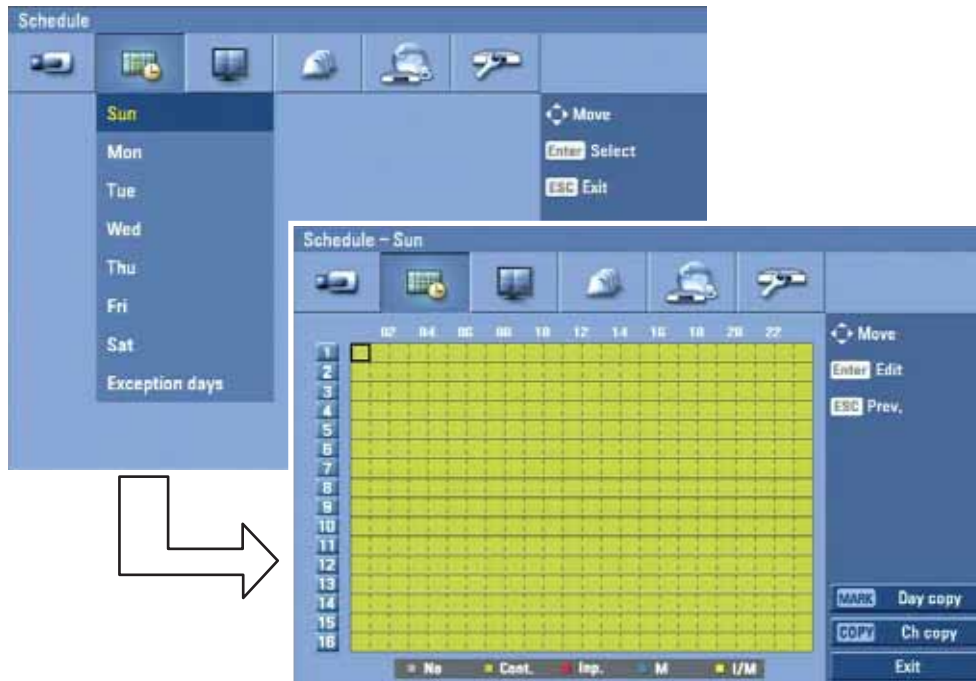 Schedule
Sun
Mon
Tue
Wed
Thu
Fri
Sat
Exception days
Move
Enter Select
ESC Exit
Schedule – Sun
02 04 06 08 10 12 14 16 18 20 22
1
2
3
4
5
6
7
8
9
10
11
12
13
14
15
16
No Cont. Inp. M I/M
Move
Enter Edit
ESC Prev.
MARK Day copy
COPY Ch copy
Exit